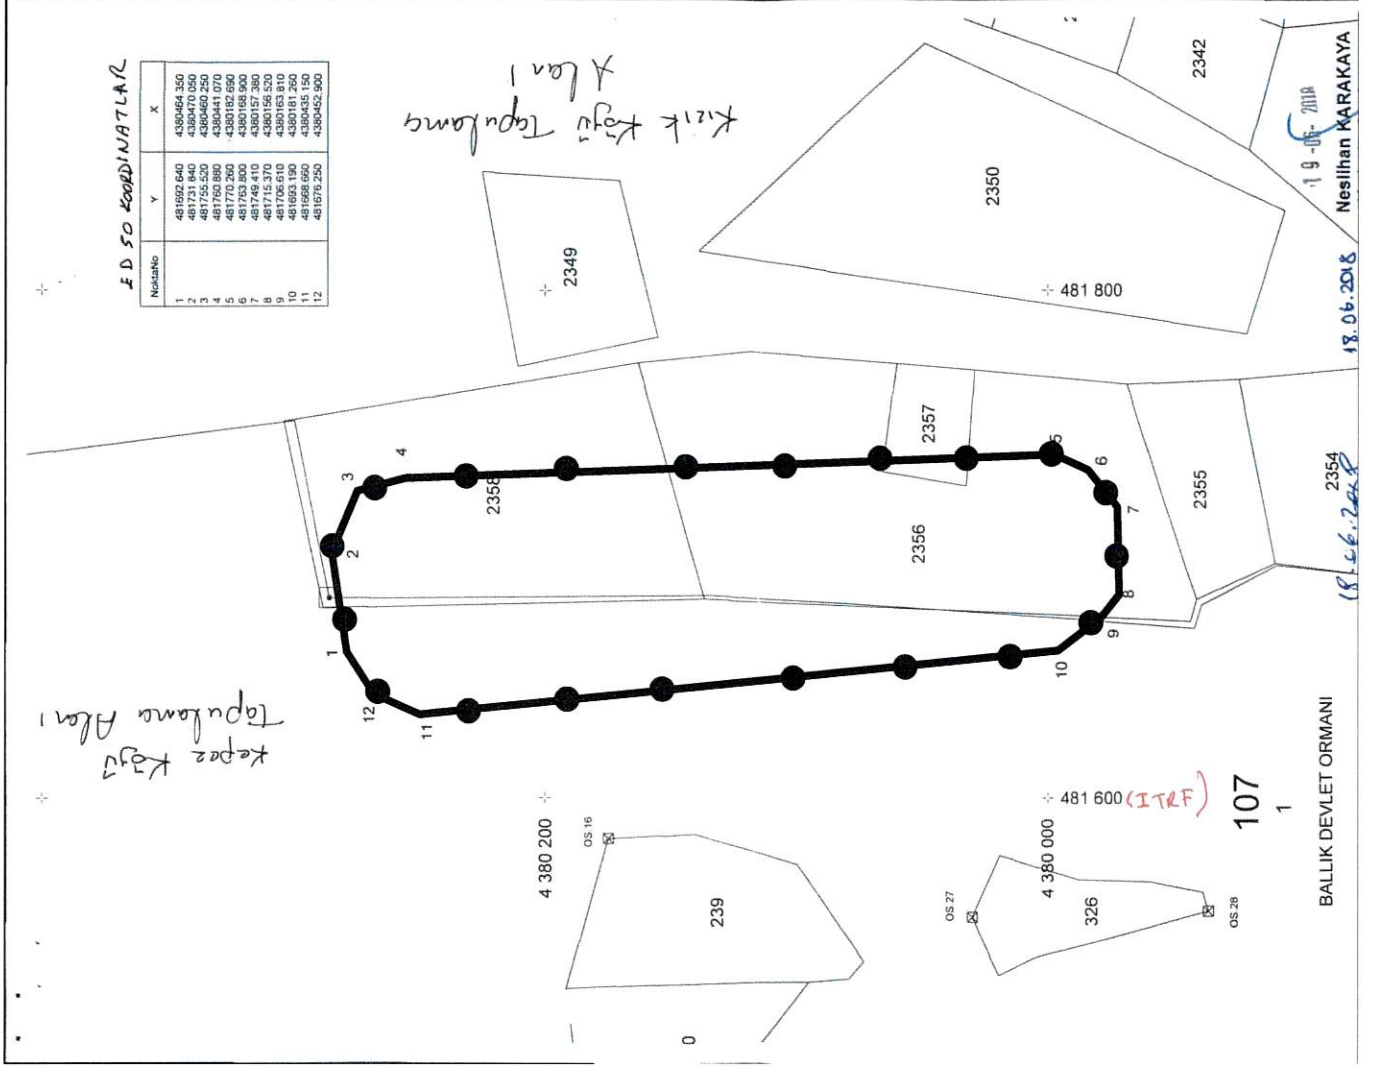 ED 50 KOORDINATLAR
NoktaNo Y X
1 481692.640 4380464.350
2 481731.840 4380470.050
3 481755.520 4380460.250
4 481760.880 4380441.070
5 481770.260 4380182.690
6 481763.800 4380168.900
7 481749.410 4380157.380
8 481715.370 4380156.520
9 481706.610 4380163.810
10 481693.190 4380181.260
11 481668.660 4380435.150
12 481676.250 4380452.900
Kızık Köyü Tapulama
Alanı
2342
2350
2349
481 800
19-06-2018
Neslihan KARAKAYA
18.06.2018
2357
2358
2356
2355
2354
1
2
3
4
5
6
7
8
9
10
11
12
Kepez Köyü
Tapulama Alanı
481 600 (ITRF)
4 380 200
4 380 000
OS.16
239
OS.27
326
OS.28
0
107
1
BALLIK DEVLET ORMANI